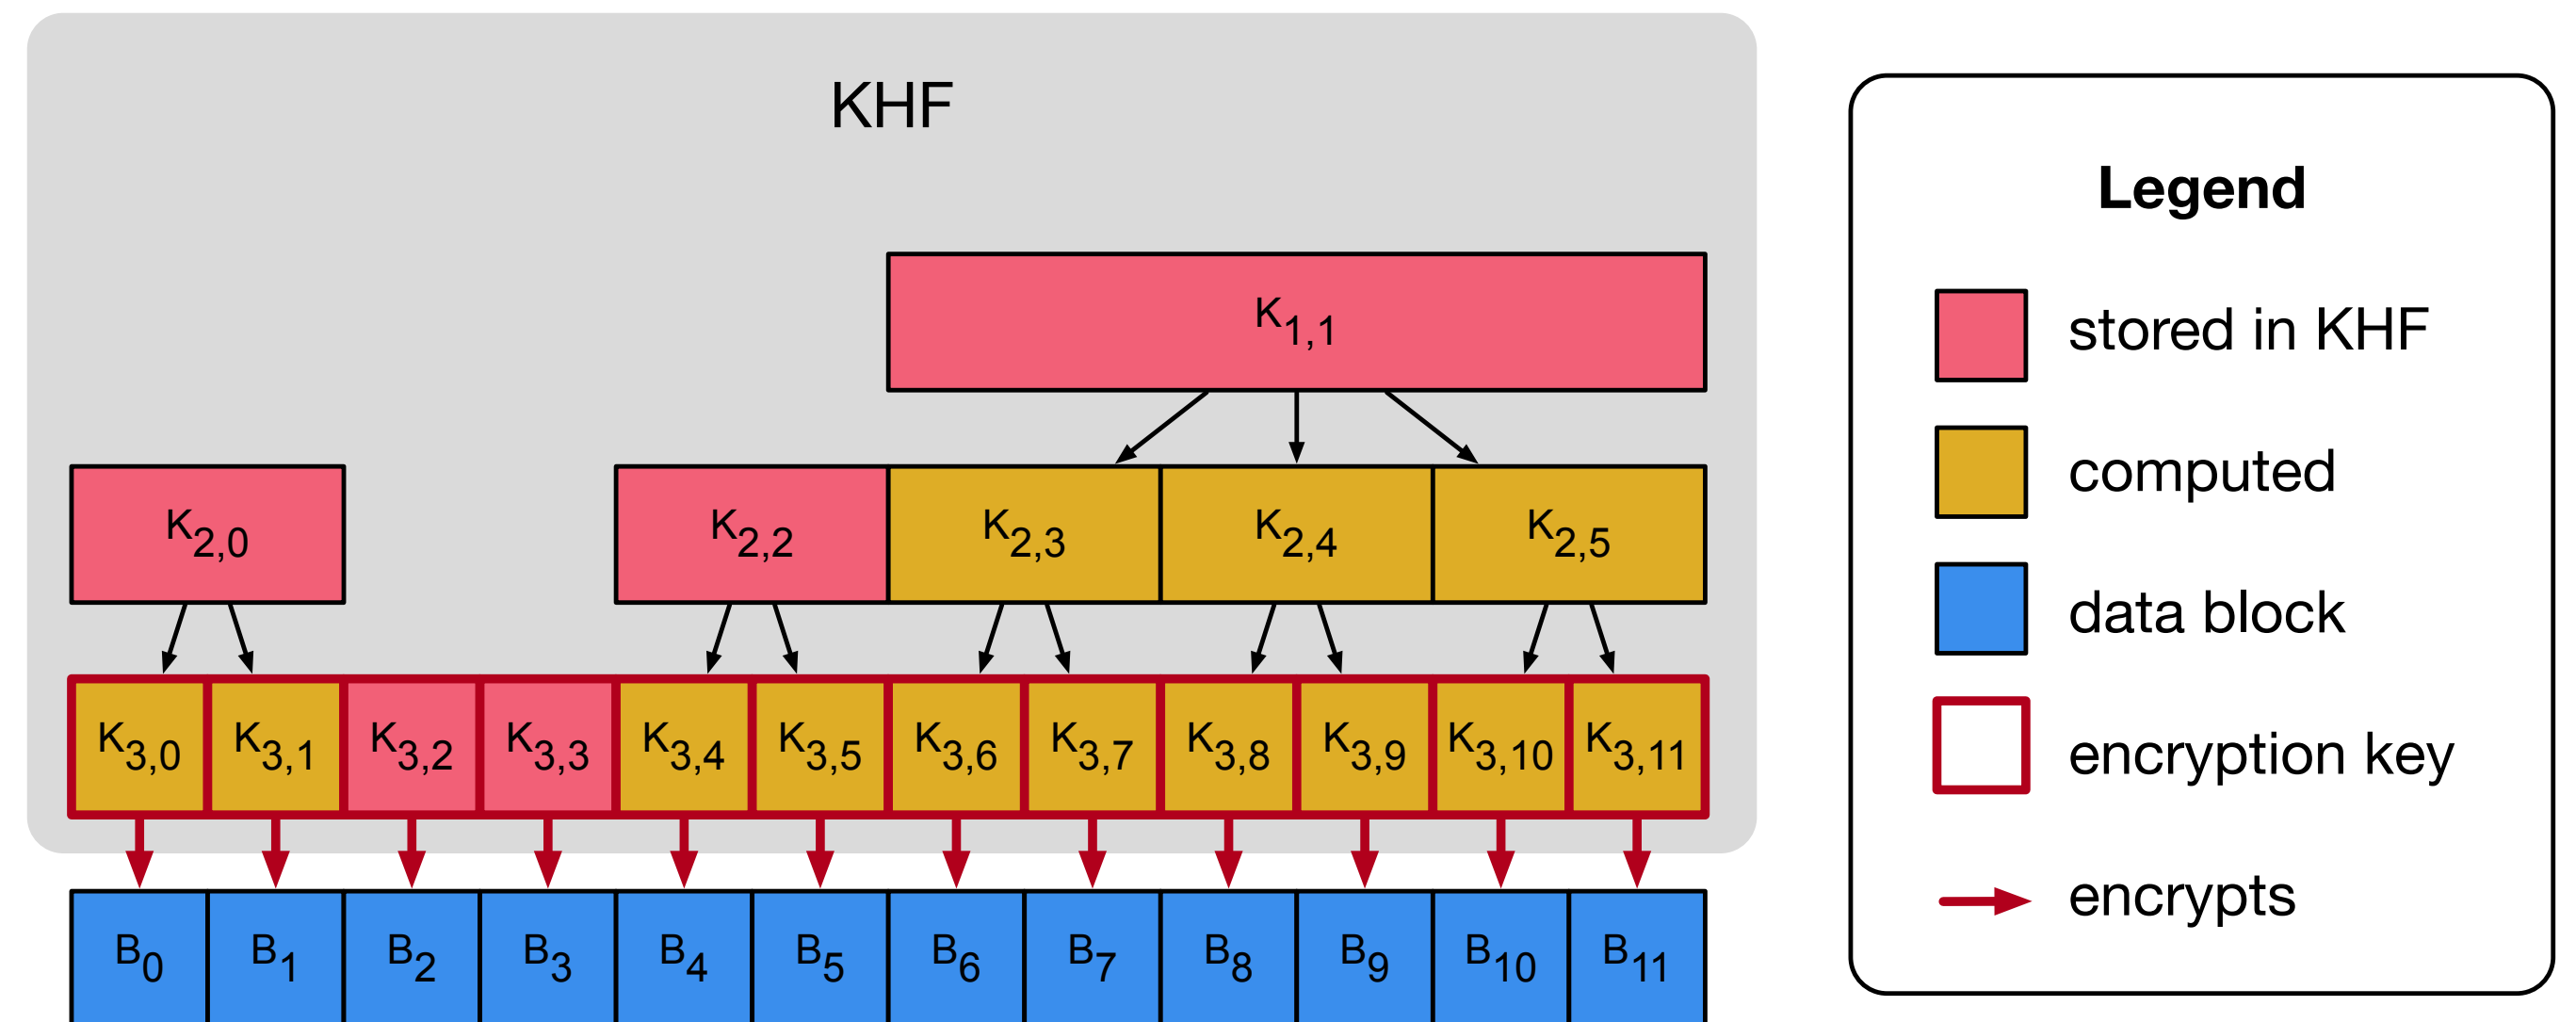 KHF
K1,1
K2,0 K2,2 K2,3 K2,4 K2,5
K3,0 K3,1 K3,2 K3,3 K3,4 K3,5 K3,6 K3,7 K3,8 K3,9 K3,10 K3,11
B0 B1 B2 B3 B4 B5 B6 B7 B8 B9 B10 B11
Legend
stored in KHF
computed
data block
encryption key
encrypts